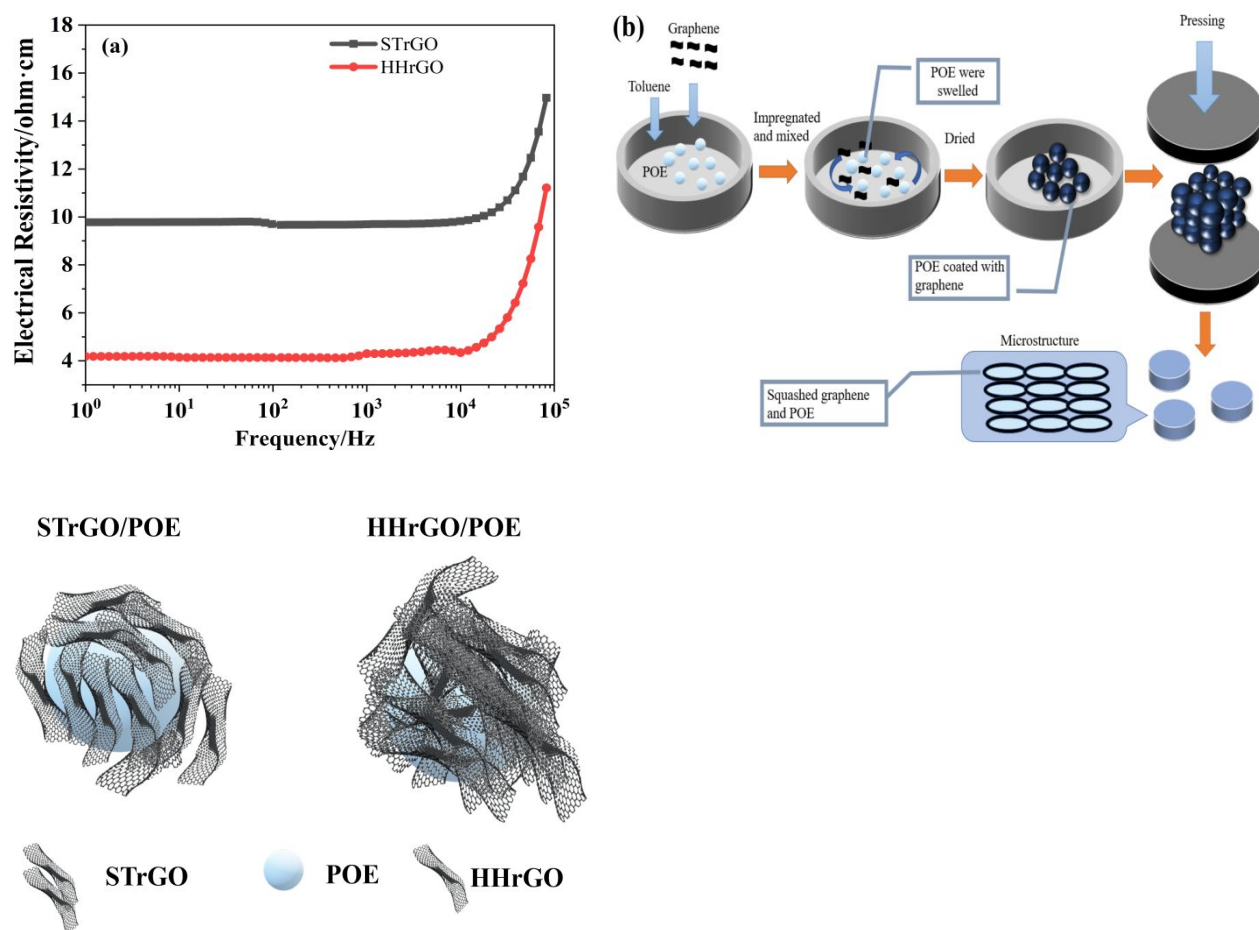 (a)
STrGO
HHrGO
18
16
14
12
10
8
6
4
Electrical Resistivity/ohm·cm
10⁰
10¹
10²
10³
10⁴
10⁵
Frequency/Hz
(b)
Graphene
Toluene
POE
Impregnated
and mixed
POE were
swelled
Dried
Pressing
POE coated with
graphene
Microstructure
Squashed graphene
and POE
STrGO/POE
HHrGO/POE
STrGO
POE
HHrGO